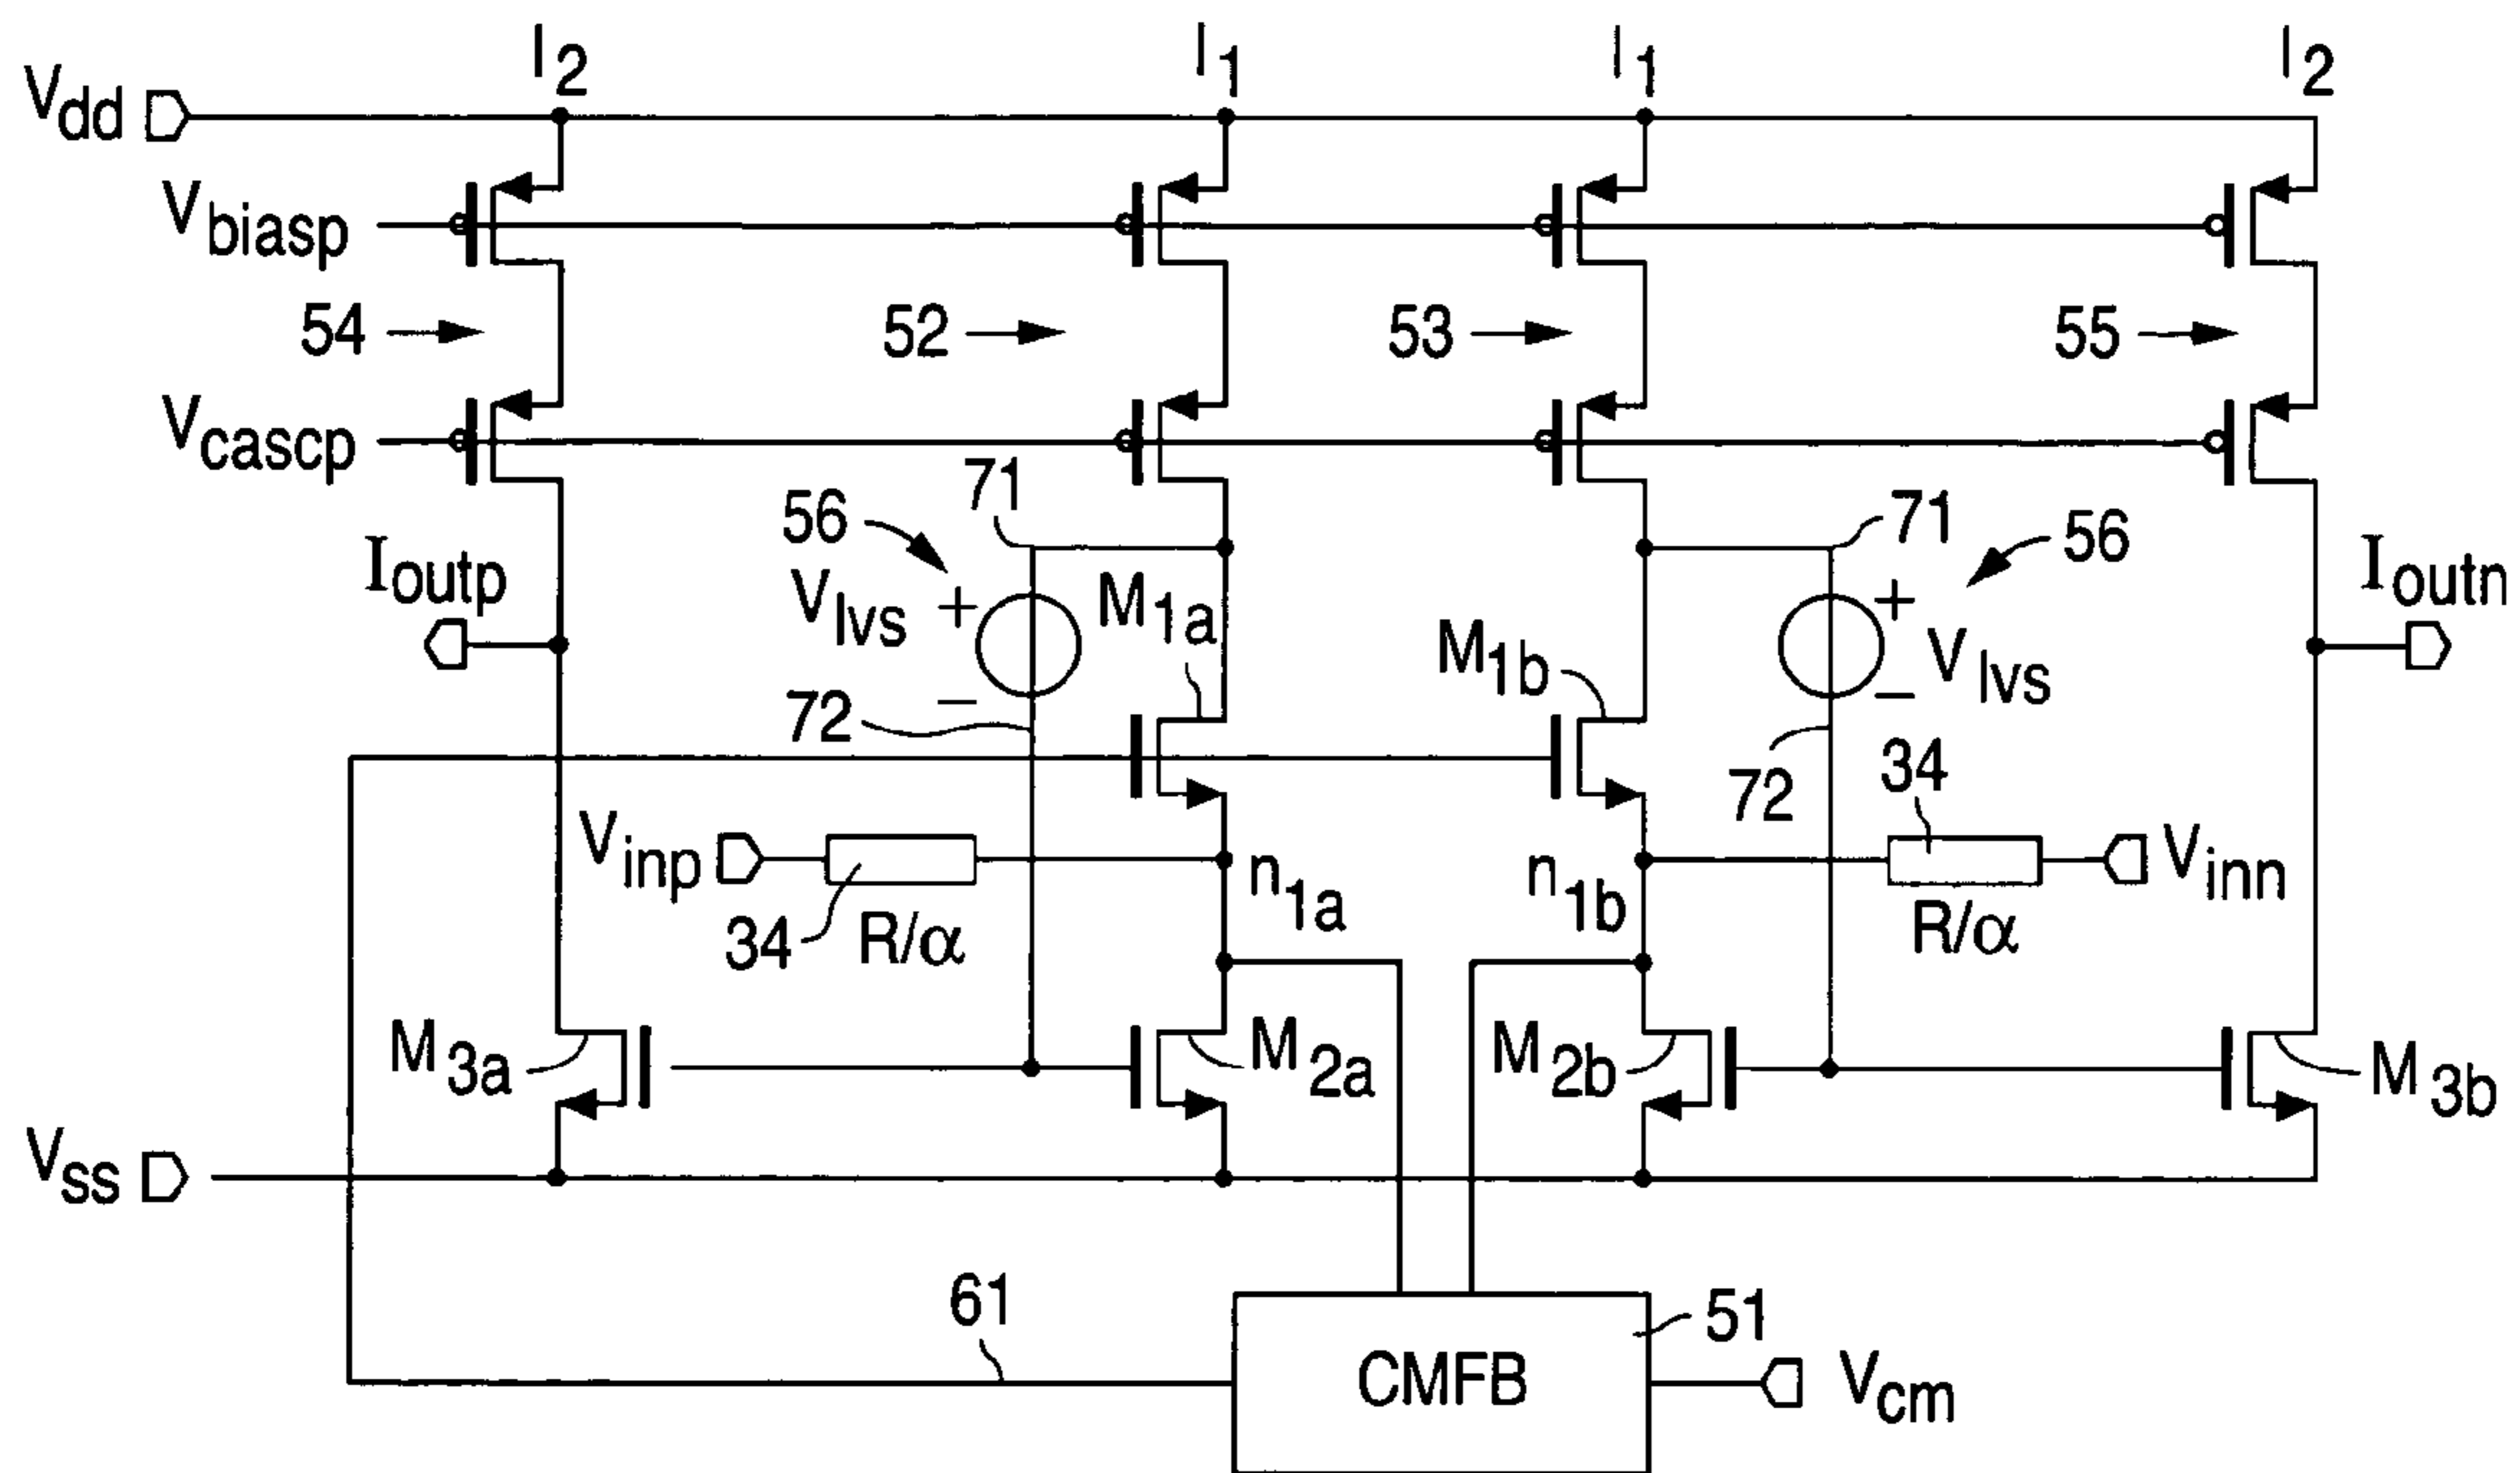 I2 I1 I1 I2
Vdd
Vbiasp
54 52 53 55
Vcascp
71 71
56 56
Ioutp Vlvs + M1a + Ioutn
M1b Vlvs
− −
72 72 34
Vinp n1a n1b Vinn
34 R/α R/α
M3a M2a M2b M3b
Vss
61 51
CMFB Vcm